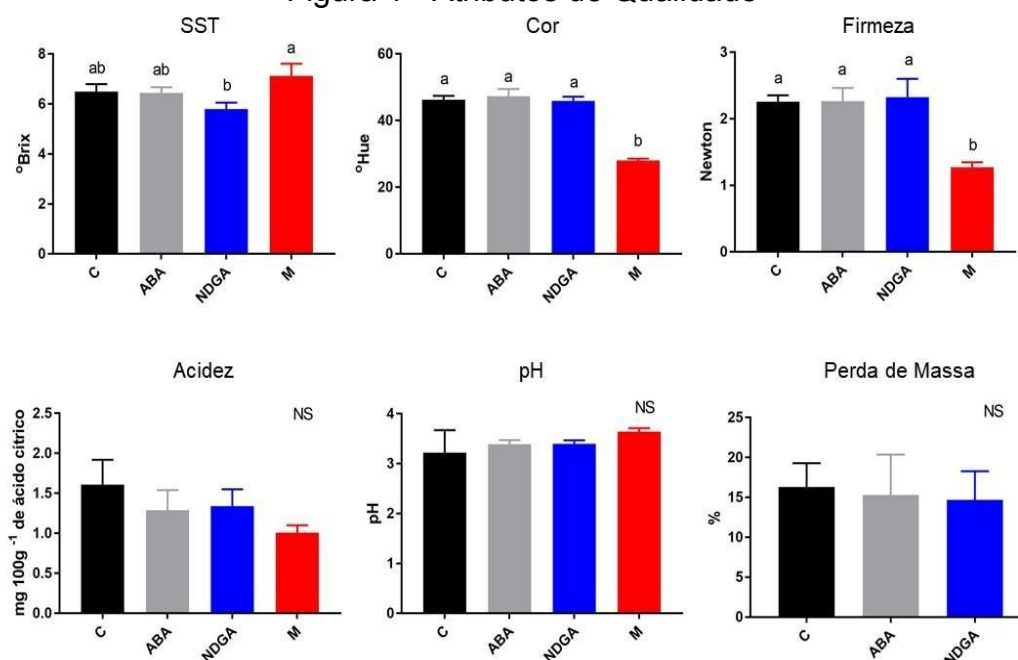 Figura 1 - Atributos de Qualidade
SST
ºBrix
8
6
4
2
0
ab
ab
b
a
C
ABA
NDGA
M
Cor
ºHue
60
40
20
0
a
a
a
b
C
ABA
NDGA
M
Firmeza
Newton
3
2
1
0
a
a
a
b
C
ABA
NDGA
M
Acidez
NS
mg 100g -1 de ácido cítrico
2.5
2.0
1.5
1.0
0.5
0.0
C
ABA
NDGA
M
pH
NS
pH
4
3
2
1
0
C
ABA
NDGA
M
Perda de Massa
NS
%
25
20
15
10
5
0
C
ABA
NDGA